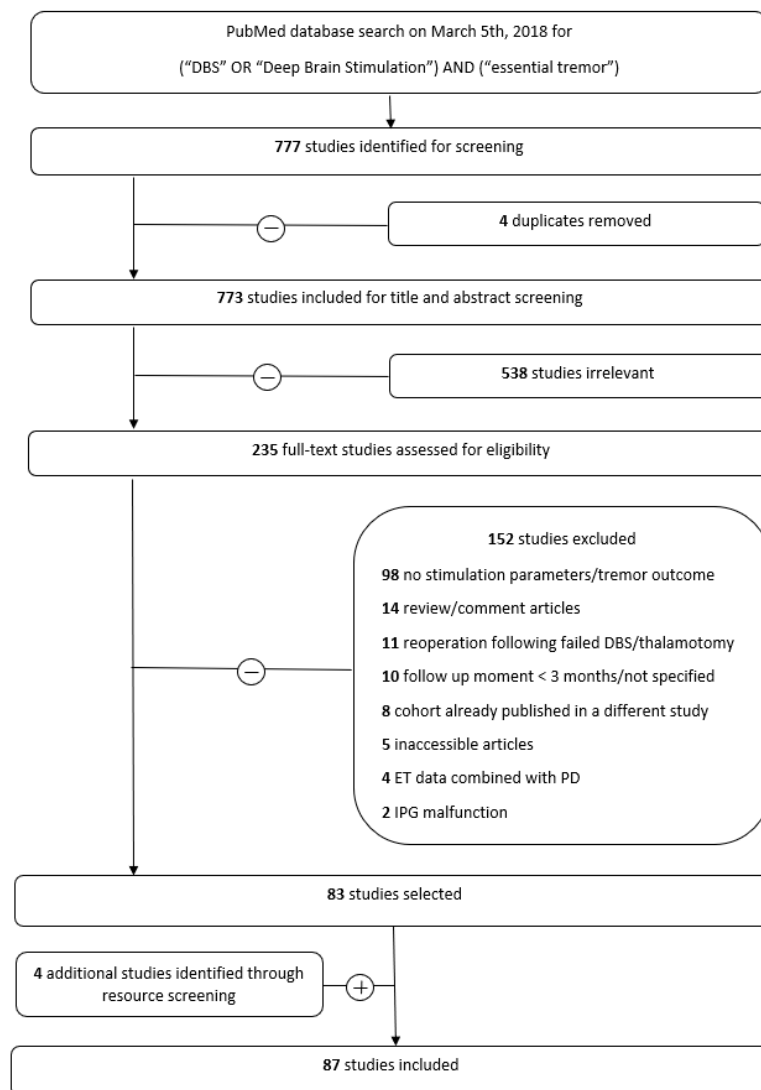 PubMed database search on March 5th, 2018 for
(“DBS” OR “Deep Brain Stimulation”) AND (“essential tremor”)
777 studies identified for screening
4 duplicates removed
773 studies included for title and abstract screening
538 studies irrelevant
235 full-text studies assessed for eligibility
152 studies excluded
98 no stimulation parameters/tremor outcome
14 review/comment articles
11 reoperation following failed DBS/thalamotomy
10 follow up moment < 3 months/not specified
8 cohort already published in a different study
5 inaccessible articles
4 ET data combined with PD
2 IPG malfunction
83 studies selected
4 additional studies identified through
resource screening
87 studies included